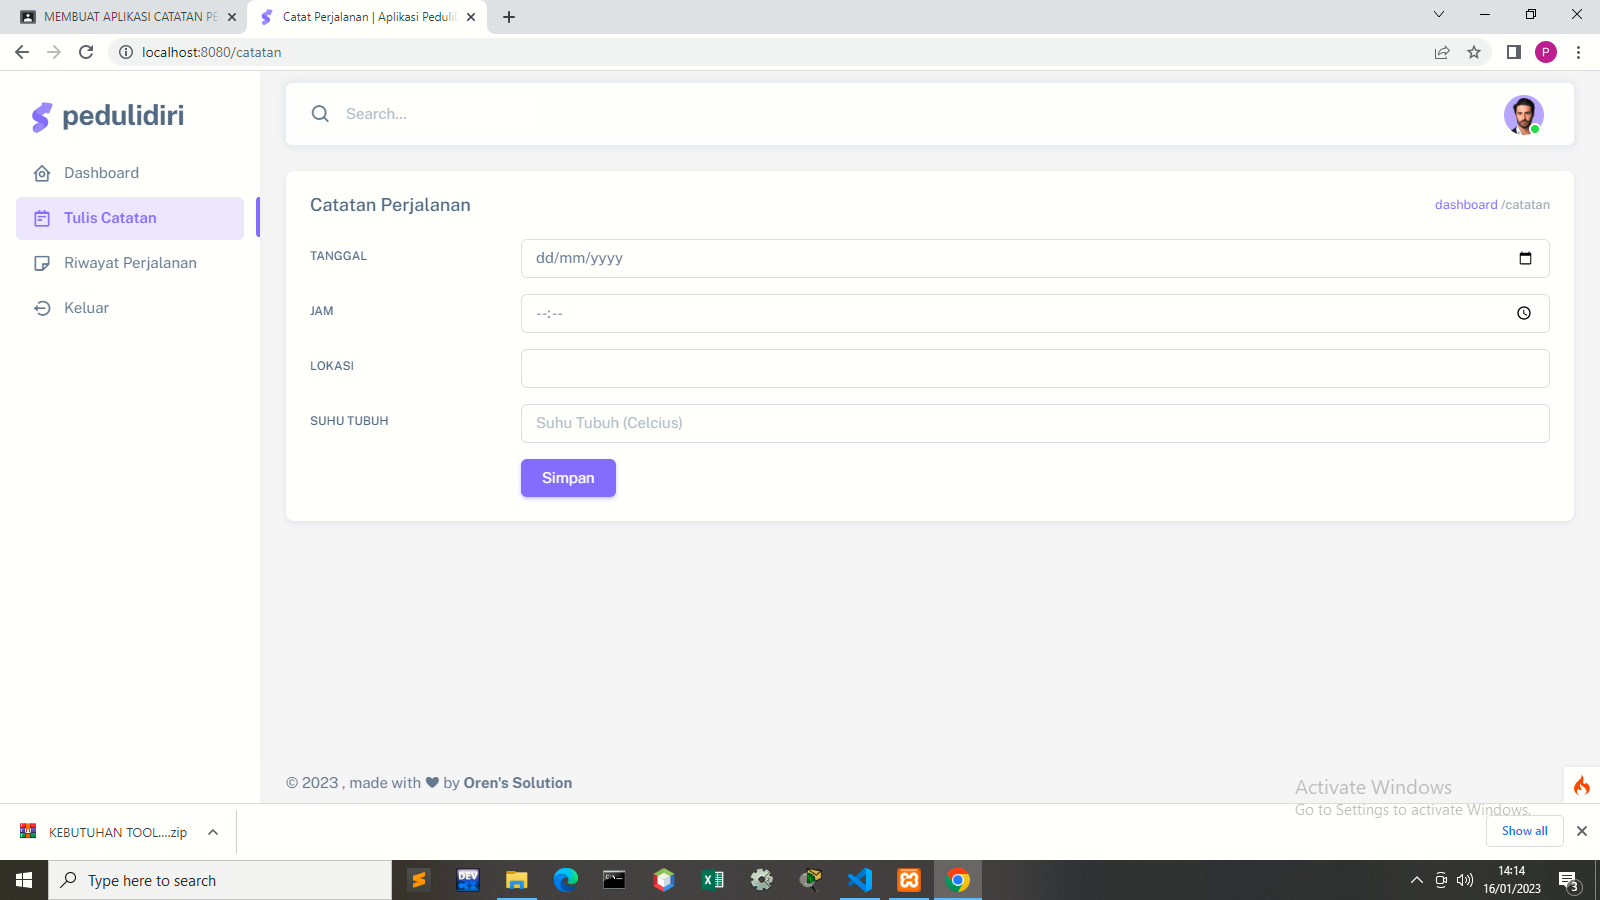 MEMBUAT APLIKASI CATATAN PE
Catat Perjalanan | Aplikasi Peduli
localhost:8080/catatan
P
pedulidiri
Search...
Dashboard
Tulis Catatan
Riwayat Perjalanan
Keluar
Catatan Perjalanan
dashboard /catatan
TANGGAL
dd/mm/yyyy
JAM
--:--
LOKASI
SUHU TUBUH
Suhu Tubuh (Celcius)
Simpan
© 2023 , made with ❤ by Oren's Solution
Activate Windows
Go to Settings to activate Windows.
KEBUTUHAN TOOL....zip
Show all
Type here to search
DEV
14:14
16/01/2023
3